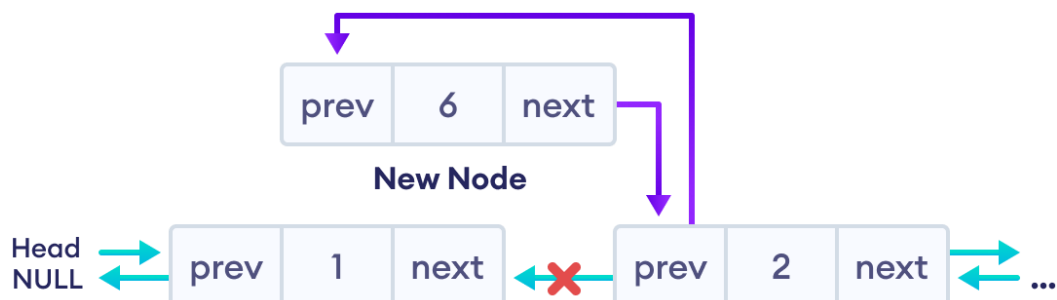 prev 6 next
New Node
Head
NULL
prev 1 next
prev 2 next
...